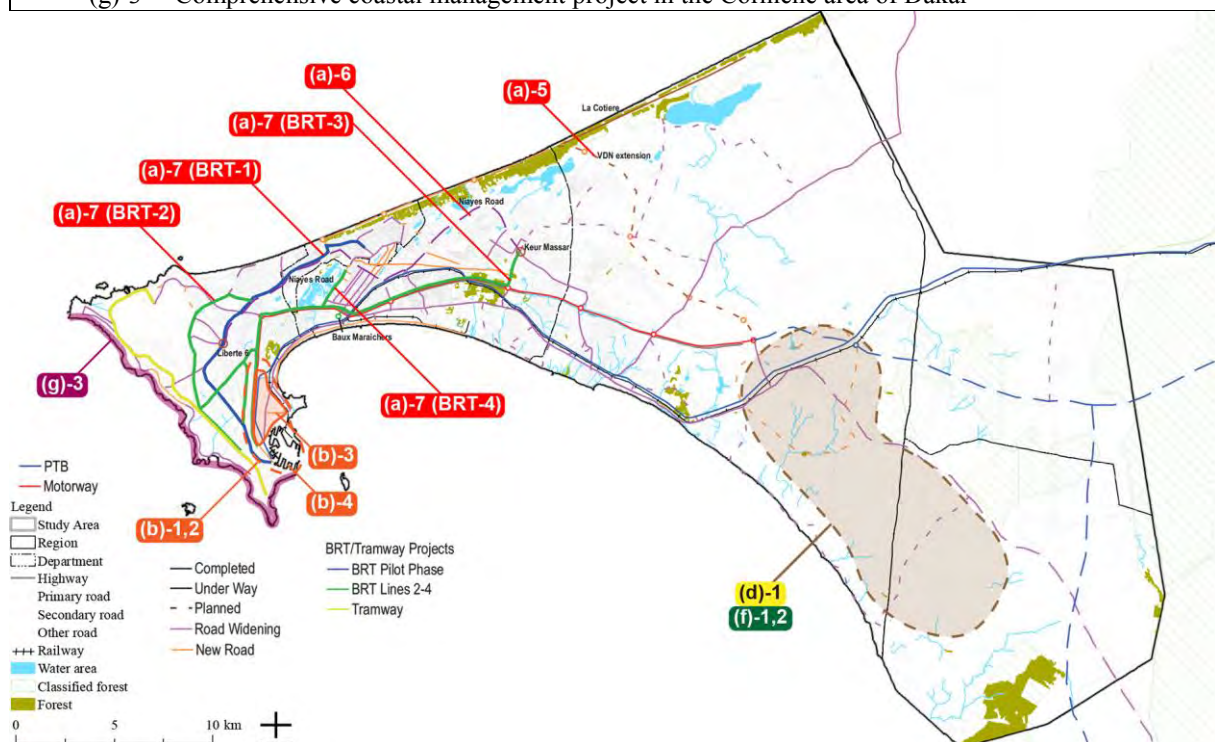 (g)-3 Comprehensive coastal management project in the Corniche area of Dakar
(a)-6
(a)-5
La Cotiere
(a)-7 (BRT-3)
VDN extension
(a)-7 (BRT-1)
Niayes Road
(a)-7 (BRT-2)
Keur Massar
Niayes Road
Baux Maraichers
Liberte 6
(g)-3
(a)-7 (BRT-4)
(b)-3
(b)-4
(b)-1,2
(d)-1
(f)-1,2
PTB
Motorway
Legend
Study Area
Region
Department
Highway
Primary road
Secondary road
Other road
Railway
Water area
Classified forest
Forest
Completed
Under Way
Planned
Road Widening
New Road
BRT/Tramway Projects
BRT Pilot Phase
BRT Lines 2-4
Tramway
0 5 10 km